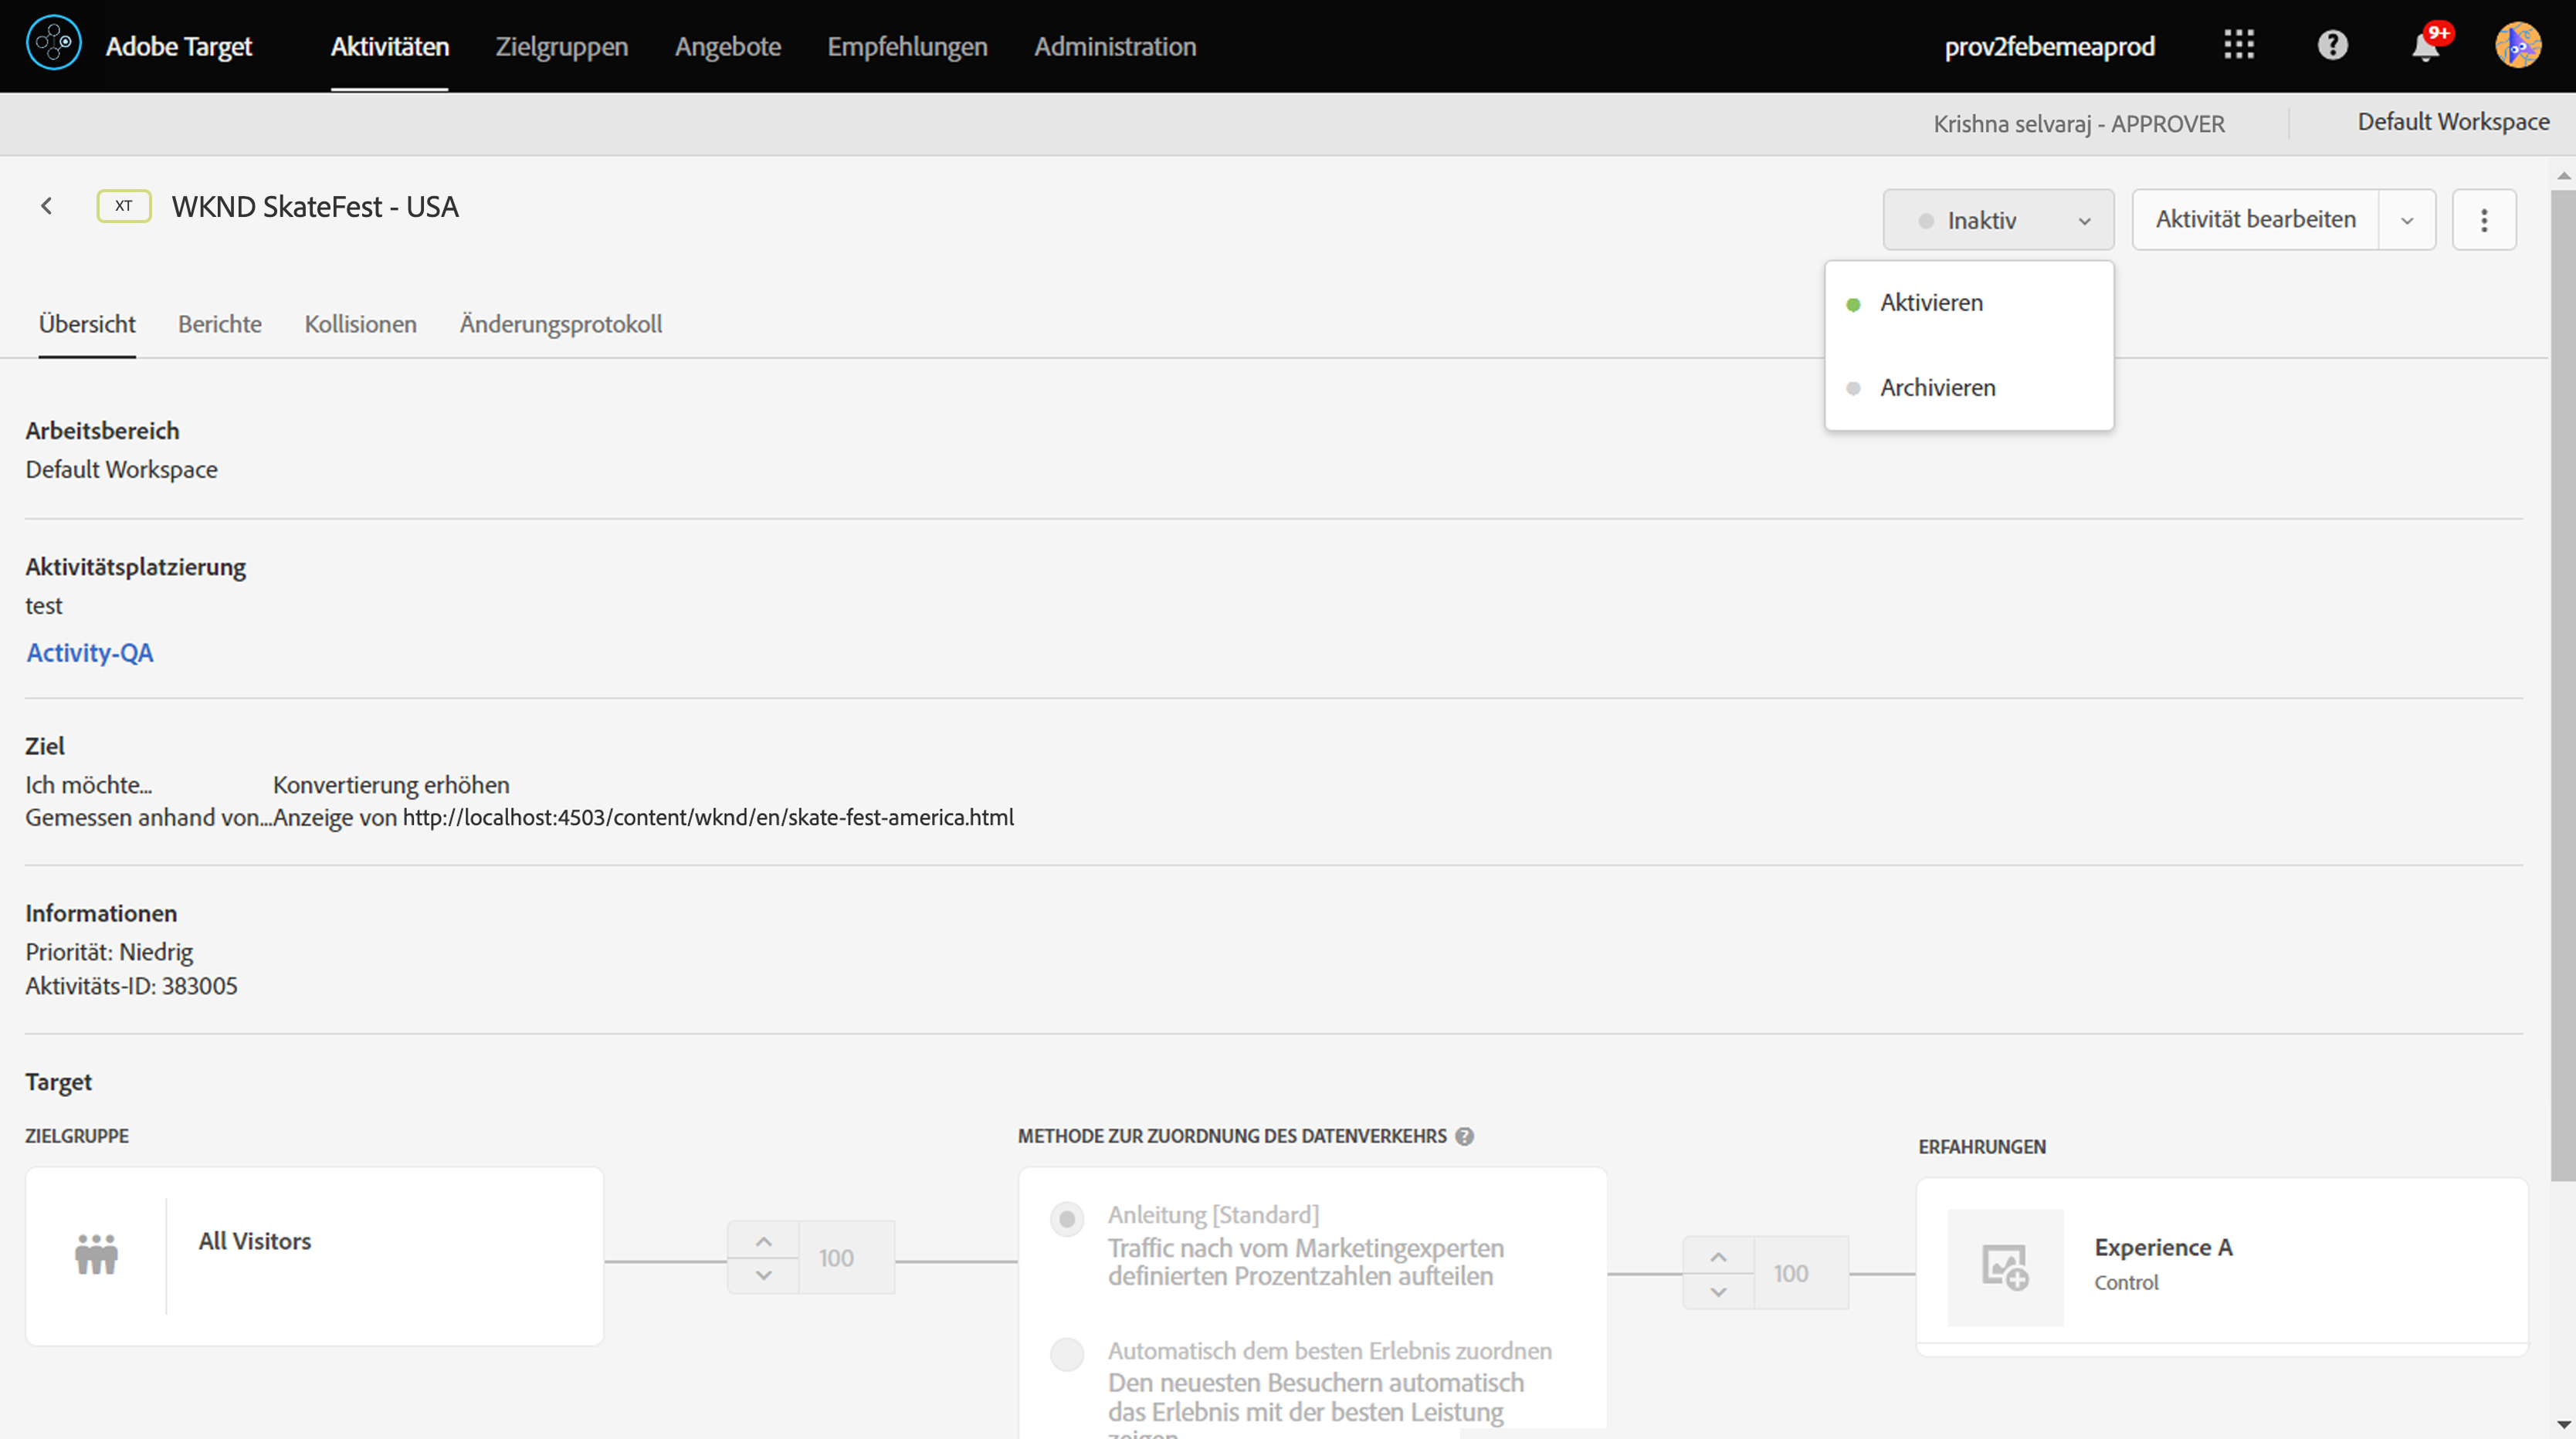 Adobe Target Aktivitäten Zielgruppen Angebote Empfehlungen Administration prov2febemeaprod 9+
Krishna selvaraj - APPROVER Default Workspace
XT WKND SkateFest - USA Inaktiv Aktivität bearbeiten
Aktivieren
Archivieren
Übersicht Berichte Kollisionen Änderungsprotokoll
Arbeitsbereich
Default Workspace
Aktivitätsplatzierung
test
Activity-QA
Ziel
Ich möchte... Konvertierung erhöhen
Gemessen anhand von...Anzeige von http://localhost:4503/content/wknd/en/skate-fest-america.html
Informationen
Priorität: Niedrig
Aktivitäts-ID: 383005
Target
ZIELGRUPPE
All Visitors
100
METHODE ZUR ZUORDNUNG DES DATENVERKEHRS ?
Anleitung [Standard]
Traffic nach vom Marketingexperten
definierten Prozentzahlen aufteilen
Automatisch dem besten Erlebnis zuordnen
Den neuesten Besuchern automatisch
das Erlebnis mit der besten Leistung
100
ERFAHRUNGEN
Experience A
Control